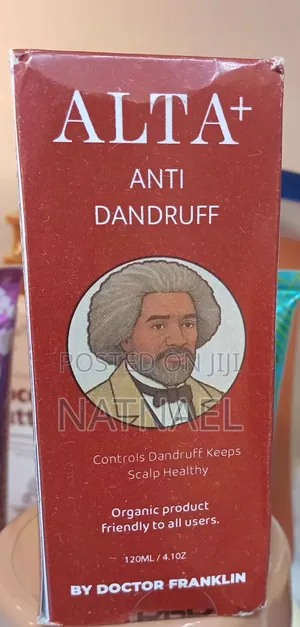 ALTA+
ANTI
DANDRUFF
POSTED ON JIJI
NATNAEL
Controls Dandruff Keeps
Scalp Healthy
Organic product
friendly to all users.
120ML / 4.1OZ
BY DOCTOR FRANKLIN